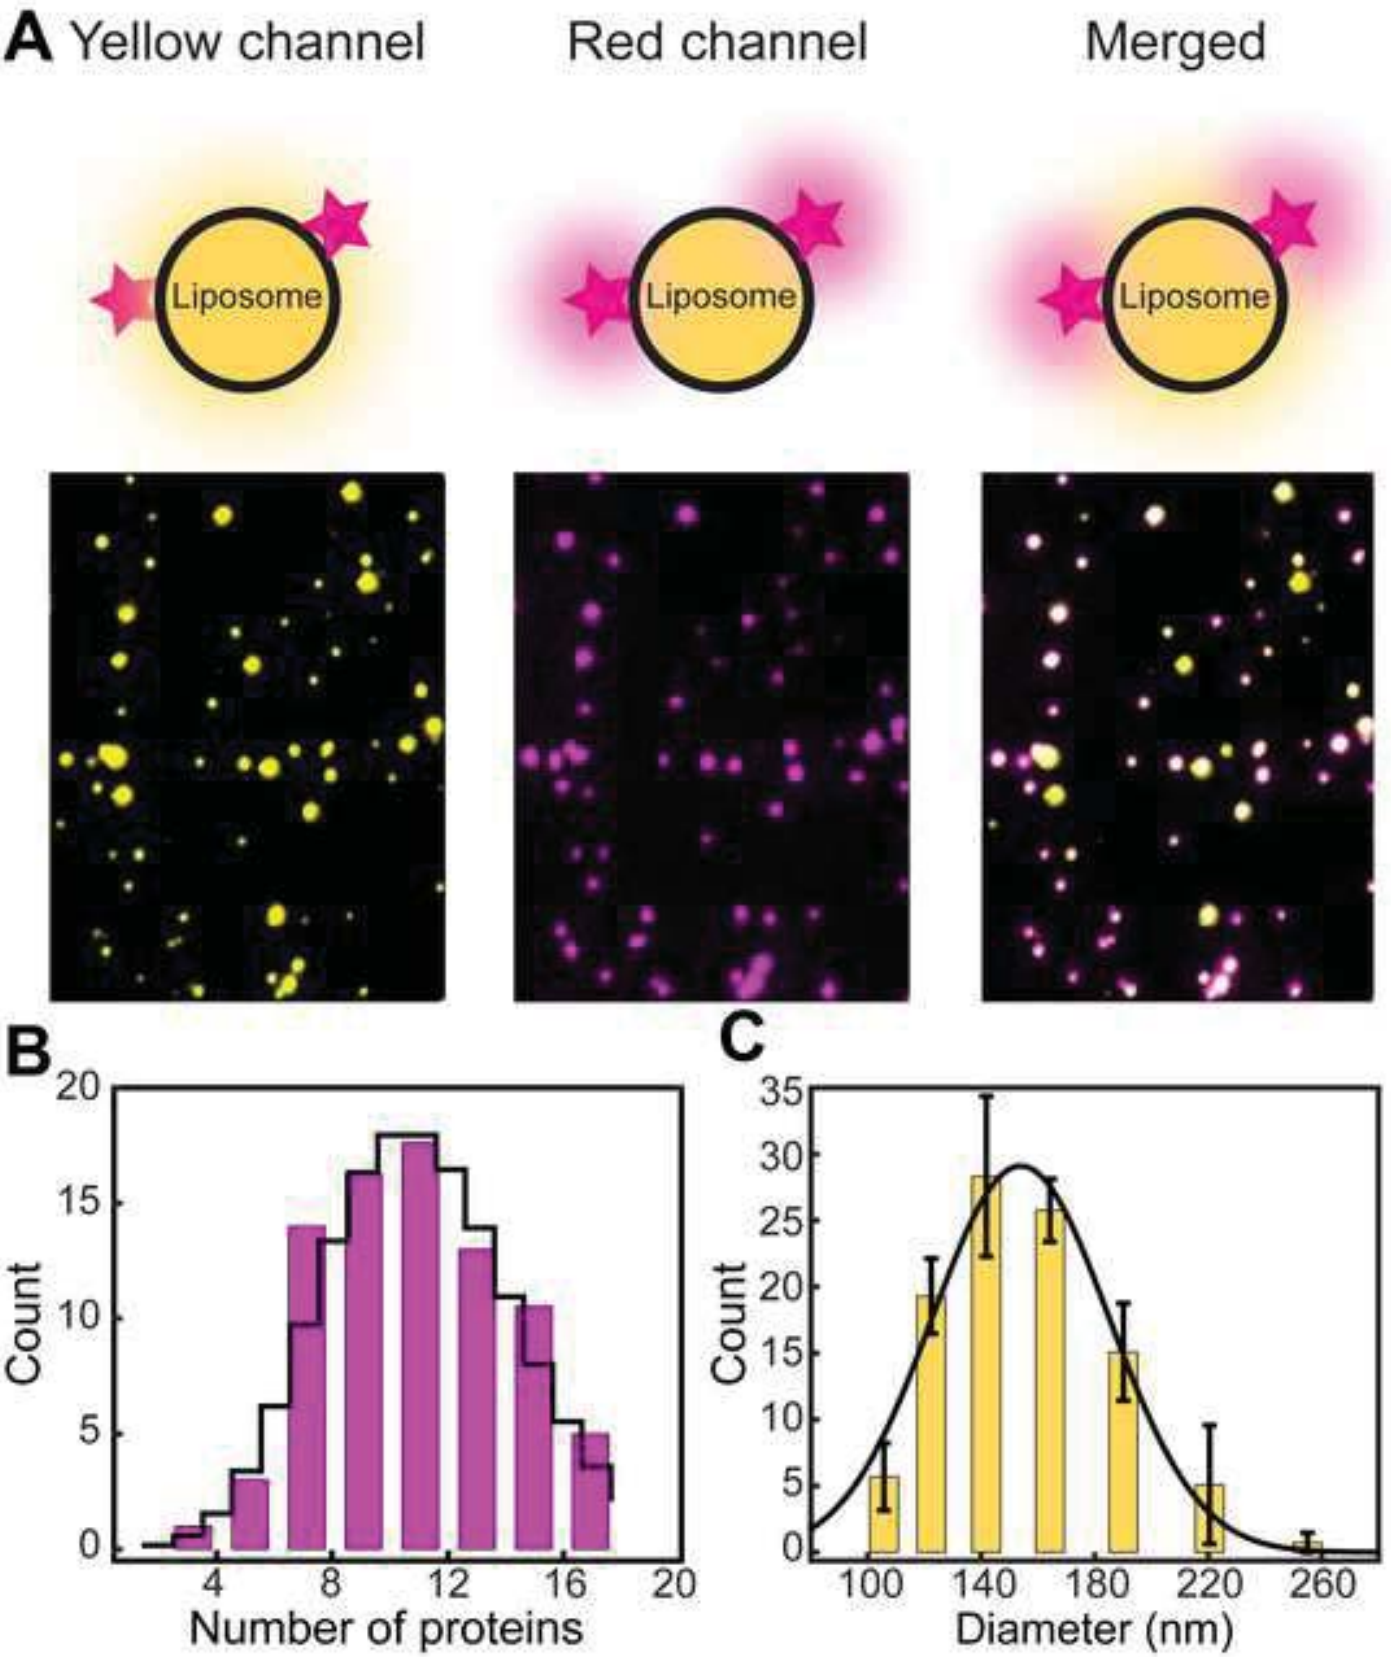 A Yellow channel Red channel Merged
Liposome Liposome Liposome
B
20
15
10
5
0
Count
4 8 12 16 20
Number of proteins
C
35
30
25
20
15
10
5
0
Count
100 140 180 220 260
Diameter (nm)